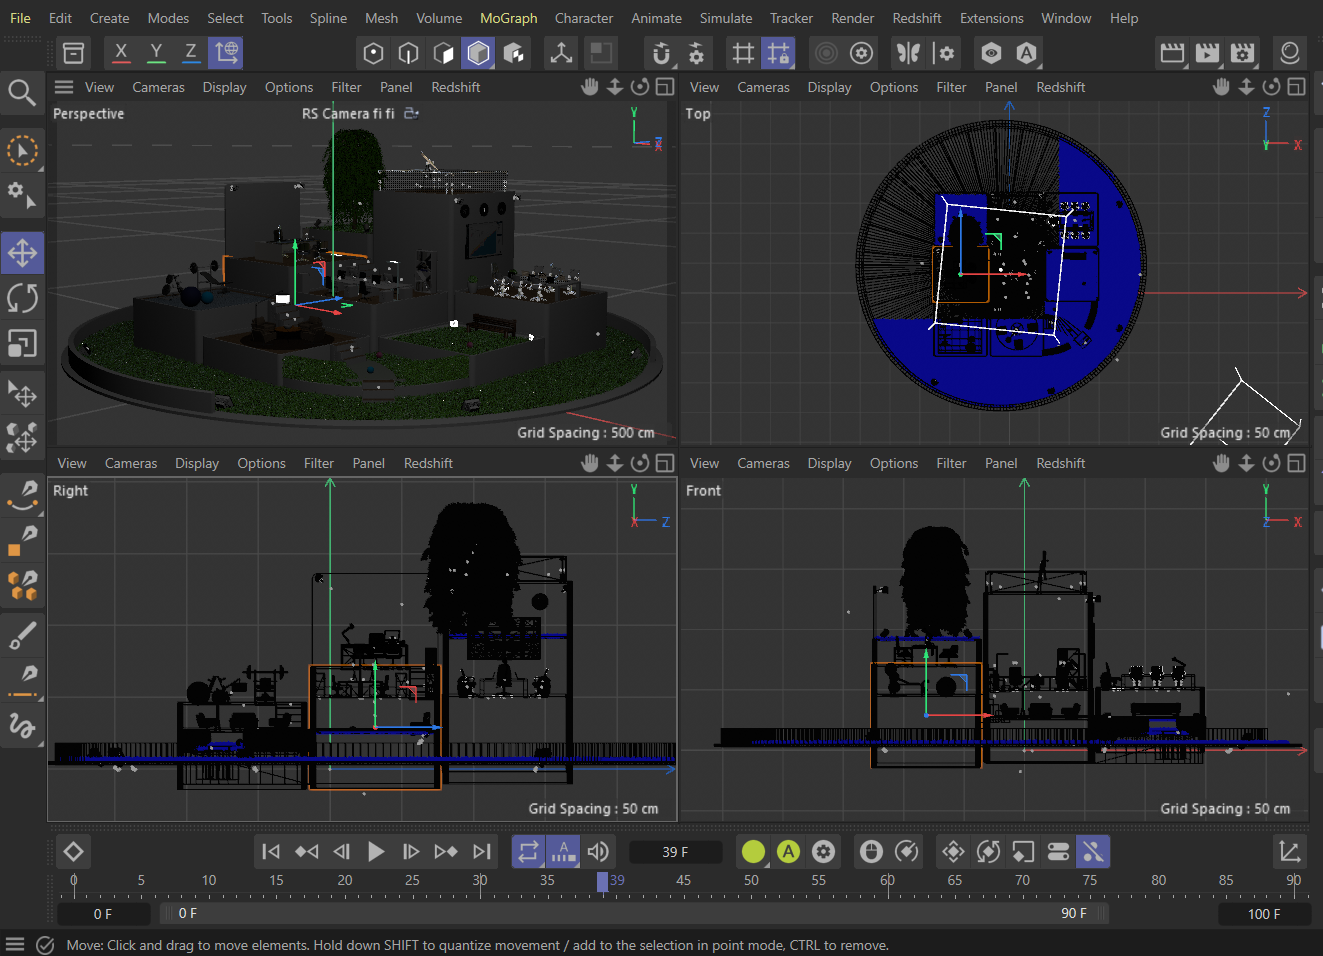 File Edit Create Modes Select Tools Spline Mesh Volume MoGraph Character Animate Simulate Tracker Render Redshift Extensions Window Help
X Y Z A
View Cameras Display Options Filter Panel Redshift
View Cameras Display Options Filter Panel Redshift
Perspective RS Camera fi fi Y Z X
Top Z Y X
Grid Spacing : 500 cm
Grid Spacing : 50 cm
View Cameras Display Options Filter Panel Redshift
View Cameras Display Options Filter Panel Redshift
Right Y X Z
Front Y Z X
Grid Spacing : 50 cm
Grid Spacing : 50 cm
A 39 F A
0 5 10 15 20 25 30 35 39 45 50 55 60 65 70 75 80 85 90
0 F 0 F 90 F 100 F
Move: Click and drag to move elements. Hold down SHIFT to quantize movement / add to the selection in point mode, CTRL to remove.